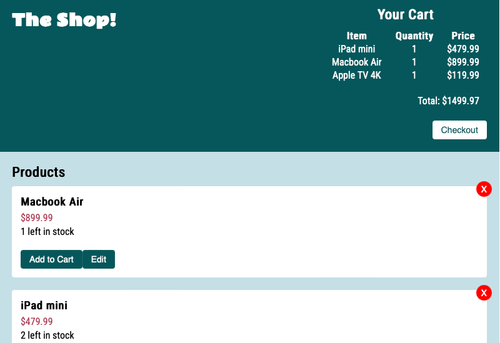 The Shop!
Your Cart
Item Quantity Price
iPad mini 1 $479.99
Macbook Air 1 $899.99
Apple TV 4K 1 $119.99
Total: $1499.97
Checkout
Products
X
Macbook Air
$899.99
1 left in stock
Add to Cart Edit
X
iPad mini
$479.99
2 left in stock